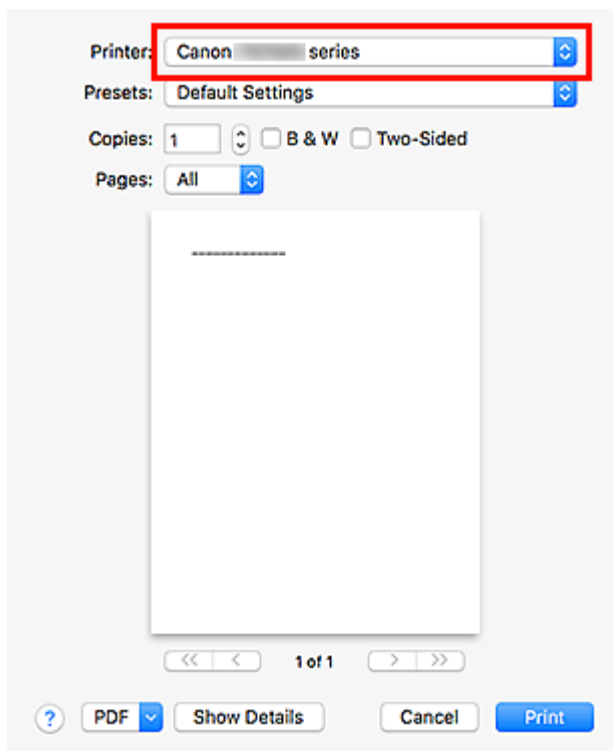 Printer: Canon series
Presets: Default Settings
Copies: 1 B & W Two-Sided
Pages: All
-------------
<< < 1 of 1 > >>
? PDF Show Details Cancel Print